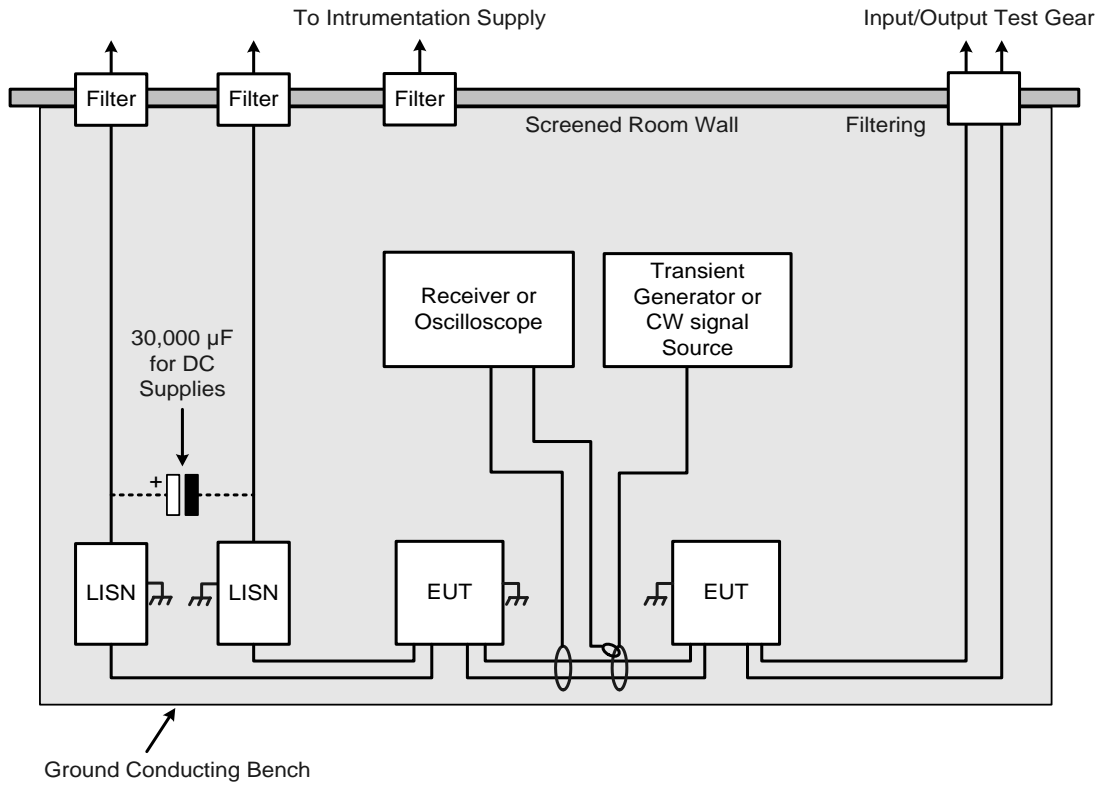 To Intrumentation Supply
Input/Output Test Gear
Filter
Filter
Filter
Screened Room Wall
Filtering
Receiver or
Oscilloscope
Transient
Generator or
CW signal
Source
30,000 µF
for DC
Supplies
+
LISN
LISN
EUT
EUT
Ground Conducting Bench